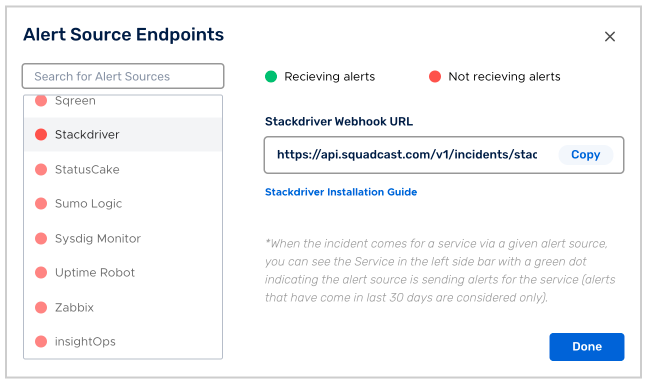 Alert Source Endpoints
Search for Alert Sources
Sqreen
Stackdriver
StatusCake
Sumo Logic
Sysdig Monitor
Uptime Robot
Zabbix
insightOps
Recieving alerts
Not recieving alerts
Stackdriver Webhook URL
https://api.squadcast.com/v1/incidents/stac
Copy
Stackdriver Installation Guide
*When the incident comes for a service via a given alert source,
you can see the Service in the left side bar with a green dot
indicating the alert source is sending alerts for the service (alerts
that have come in last 30 days are considered only).
Done